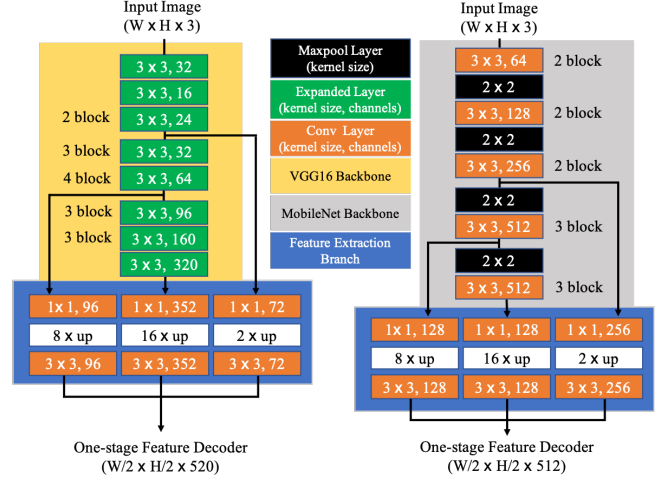 Input Image
(W x H x 3)
3 x 3, 32
3 x 3, 16
2 block
3 x 3, 24
3 block
3 x 3, 32
4 block
3 x 3, 64
3 block
3 x 3, 96
3 block
3 x 3, 160
3 x 3, 320
1 x 1, 96
1 x 1, 352
1 x 1, 72
8 x up
16 x up
2 x up
3 x 3, 96
3 x 3, 352
3 x 3, 72
One-stage Feature Decoder
(W/2 x H/2 x 520)
Maxpool Layer
(kernel size)
Expanded Layer
(kernel size, channels)
Conv Layer
(kernel size, channels)
VGG16 Backbone
MobileNet Backbone
Feature Extraction
Branch
Input Image
(W x H x 3)
3 x 3, 64
2 block
2 x 2
3 x 3, 128
2 block
2 x 2
3 x 3, 256
2 block
2 x 2
3 x 3, 512
3 block
2 x 2
3 x 3, 512
3 block
1 x 1, 128
1 x 1, 128
1 x 1, 256
8 x up
16 x up
2 x up
3 x 3, 128
3 x 3, 128
3 x 3, 256
One-stage Feature Decoder
(W/2 x H/2 x 512)